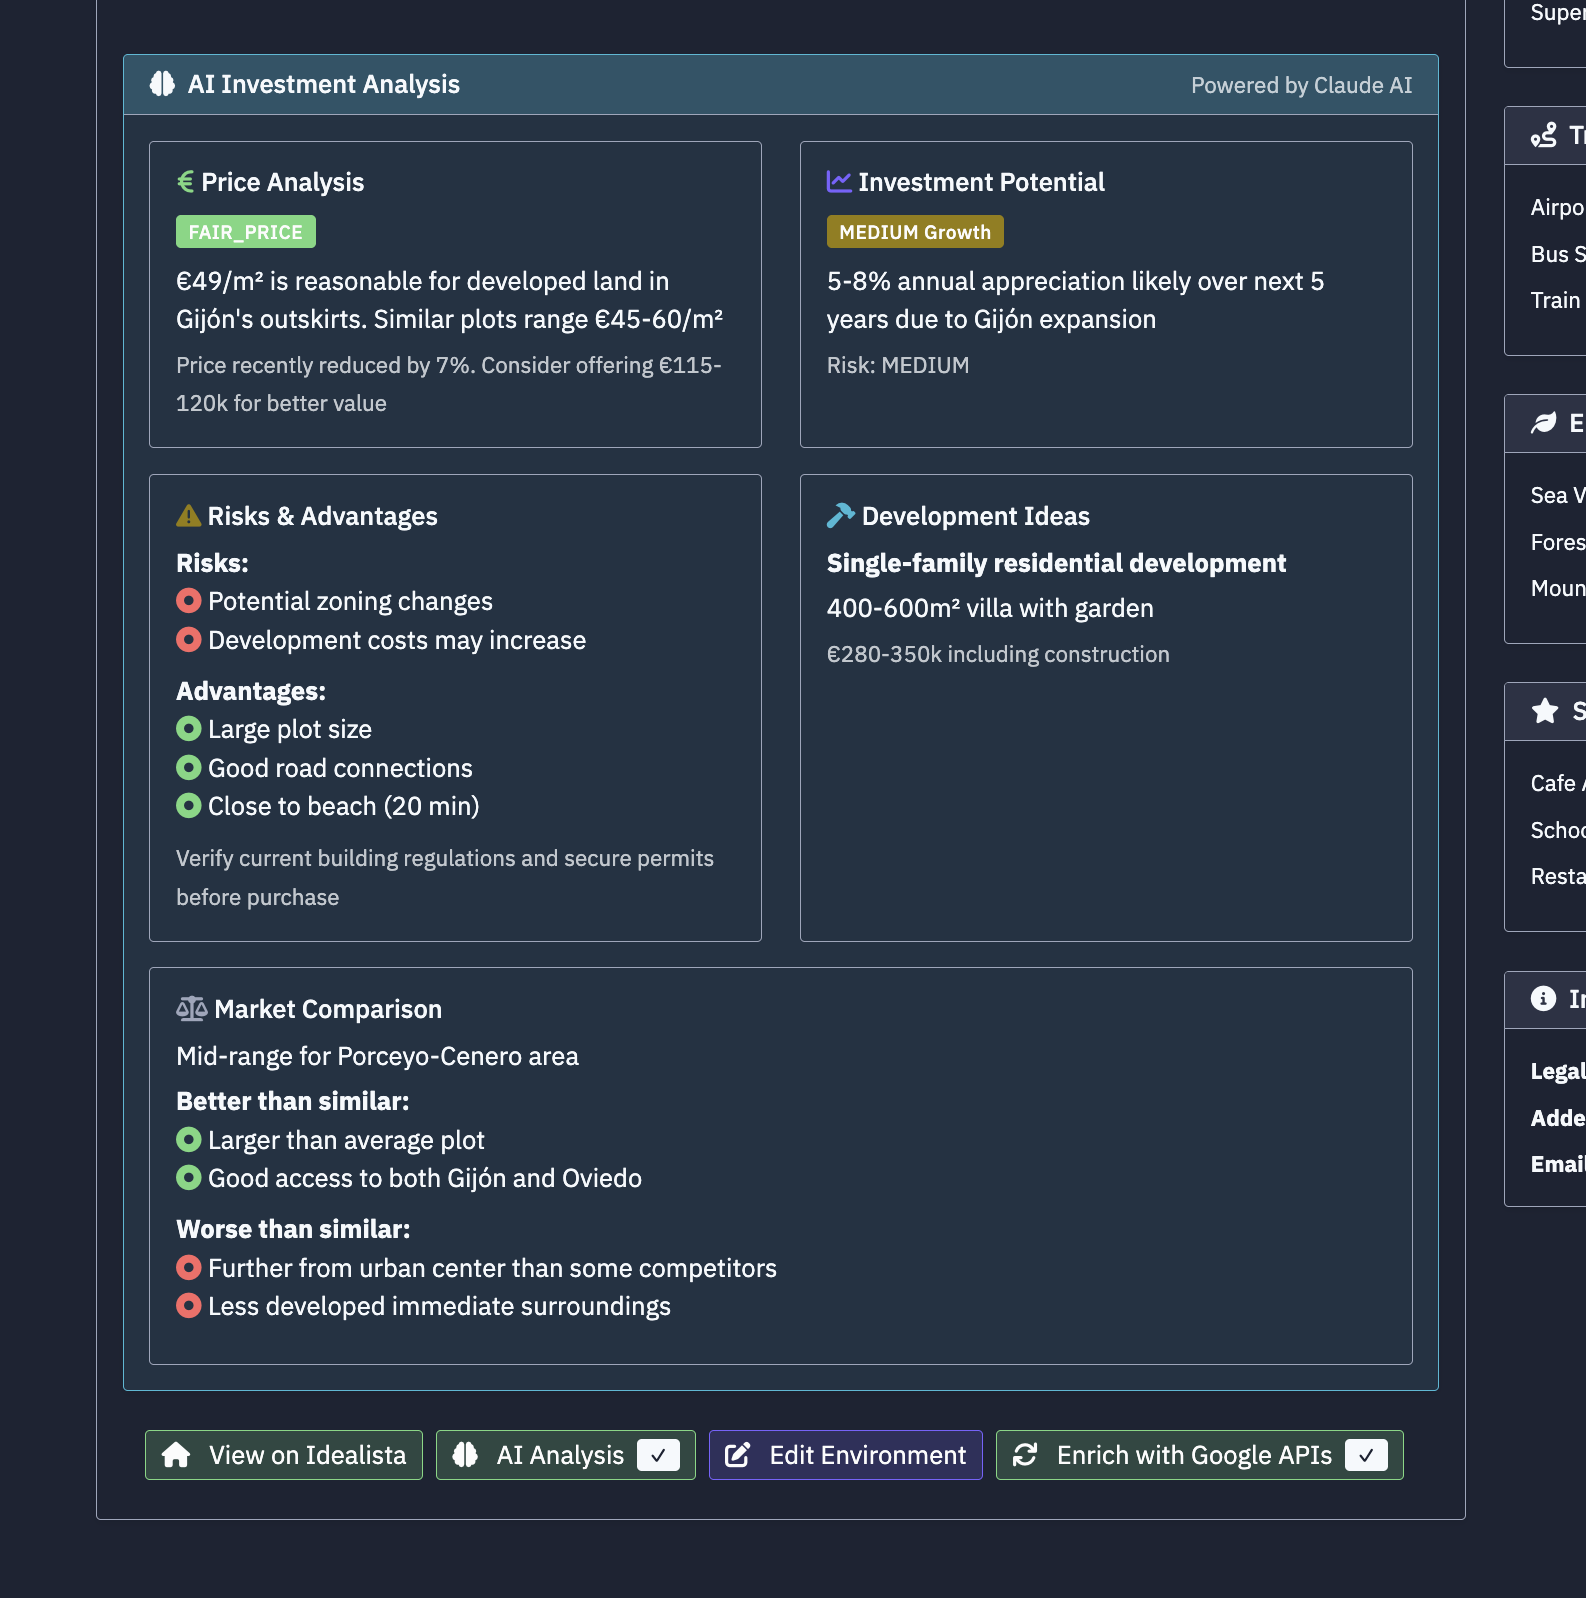 AI Investment Analysis
Powered by Claude AI
Price Analysis
FAIR_PRICE
€49/m² is reasonable for developed land in
Gijón's outskirts. Similar plots range €45-60/m²
Price recently reduced by 7%. Consider offering €115-
120k for better value
Investment Potential
MEDIUM Growth
5-8% annual appreciation likely over next 5
years due to Gijón expansion
Risk: MEDIUM
Risks & Advantages
Risks:
Potential zoning changes
Development costs may increase
Advantages:
Large plot size
Good road connections
Close to beach (20 min)
Verify current building regulations and secure permits
before purchase
Development Ideas
Single-family residential development
400-600m² villa with garden
€280-350k including construction
Market Comparison
Mid-range for Porceyo-Cenero area
Better than similar:
Larger than average plot
Good access to both Gijón and Oviedo
Worse than similar:
Further from urban center than some competitors
Less developed immediate surroundings
View on Idealista
AI Analysis
Edit Environment
Enrich with Google APIs
Super
Airpo
Bus S
Train
E
Sea V
Fores
Moun
S
Cafe
Schoo
Resta
Legal
Adde
Email